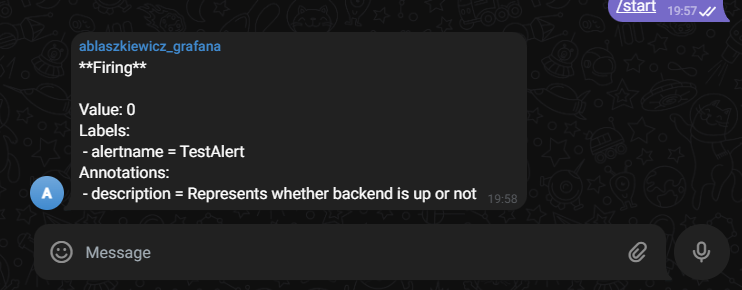 /start 19:57
ablaszkiewicz_grafana
**Firing**
Value: 0
Labels:
- alertname = TestAlert
Annotations:
- description = Represents whether backend is up or not 19:58
A
Message